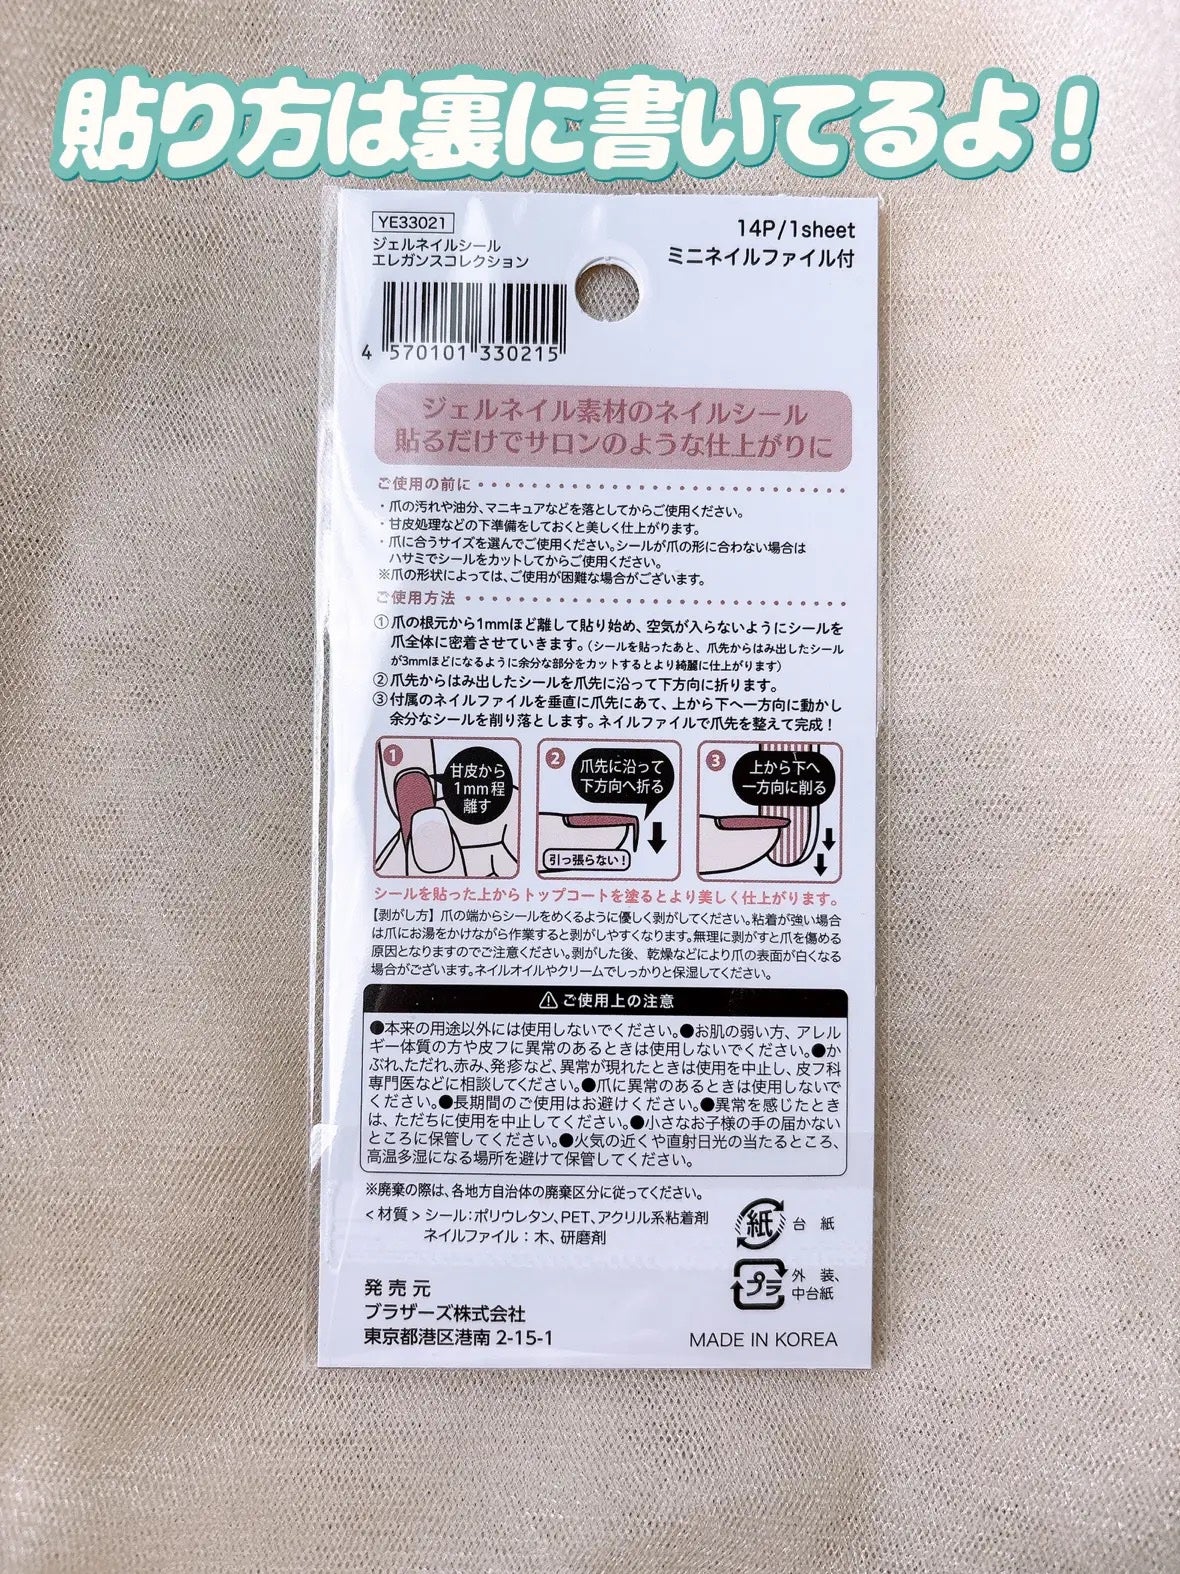 貼り方は裏に書いてるよ！
YE33021
ジェルネイルシール
エレガンスコレクション
14P/1sheet
ミニネイルファイル付
4 570101 330215
ジェルネイル素材のネイルシール
貼るだけでサロンのような仕上がりに
ご使用の前に
・爪の汚れや油分、マニキュアなどを落としてからご使用ください。
・甘皮処理などの下準備をしておくと美しく仕上がります。
・爪に合うサイズを選んでご使用ください。シールが爪の形に合わない場合は
ハサミでシールをカットしてからご使用ください。
※爪の形状によっては、ご使用が困難な場合がございます。
ご使用方法
①爪の根元から1mmほど離して貼り始め、空気が入らないようにシールを
爪全体に密着させていきます。(シールを貼ったあと、爪先からはみ出したシール
が3mmほどになるように余分な部分をカットするとより綺麗に仕上がります)
②爪先からはみ出したシールを爪先に沿って下方向に折ります。
③付属のネイルファイルを垂直に爪先にあて、上から下へ一方向に動かし
余分なシールを削り落とします。ネイルファイルで爪先を整えて完成！
1
甘皮から
1mm程
離す
2
爪先に沿って
下方向へ折る
引っ張らない！
3
上から下へ
一方向に削る
シールを貼った上からトップコートを塗るとより美しく仕上がります。
【剥がし方】爪の端からシールをめくるように優しく剥がしてください。粘着が強い場合
は爪にお湯をかけながら作業すると剥がしやすくなります。無理に剥がすと爪を傷める
原因となりますのでご注意ください。剥がした後、乾燥などにより爪の表面が白くなる
場合がございます。ネイルオイルやクリームでしっかりと保湿してください。
⚠ご使用上の注意
●本来の用途以外には使用しないでください。●お肌の弱い方、アレル
ギー体質の方や皮フに異常のあるときは使用しないでください。●か
ぶれ、ただれ、赤み、発疹など、異常が現れたときは使用を中止し、皮フ科
専門医などに相談してください。●爪に異常のあるときは使用しないで
ください。●長期間のご使用はお避けください。●異常を感じたとき
は、ただちに使用を中止してください。●小さなお子様の手の届かない
ところに保管してください。●火気の近くや直射日光の当たるところ、
高温多湿になる場所を避けて保管してください。
※廃棄の際は、各地方自治体の廃棄区分に従ってください。
<材質>シール：ポリウレタン、PET、アクリル系粘着剤
ネイルファイル：木、研磨剤
紙 台紙
プラ 外装、
中台紙
発売元
ブラザーズ株式会社
東京都港区港南 2-15-1
MADE IN KOREA